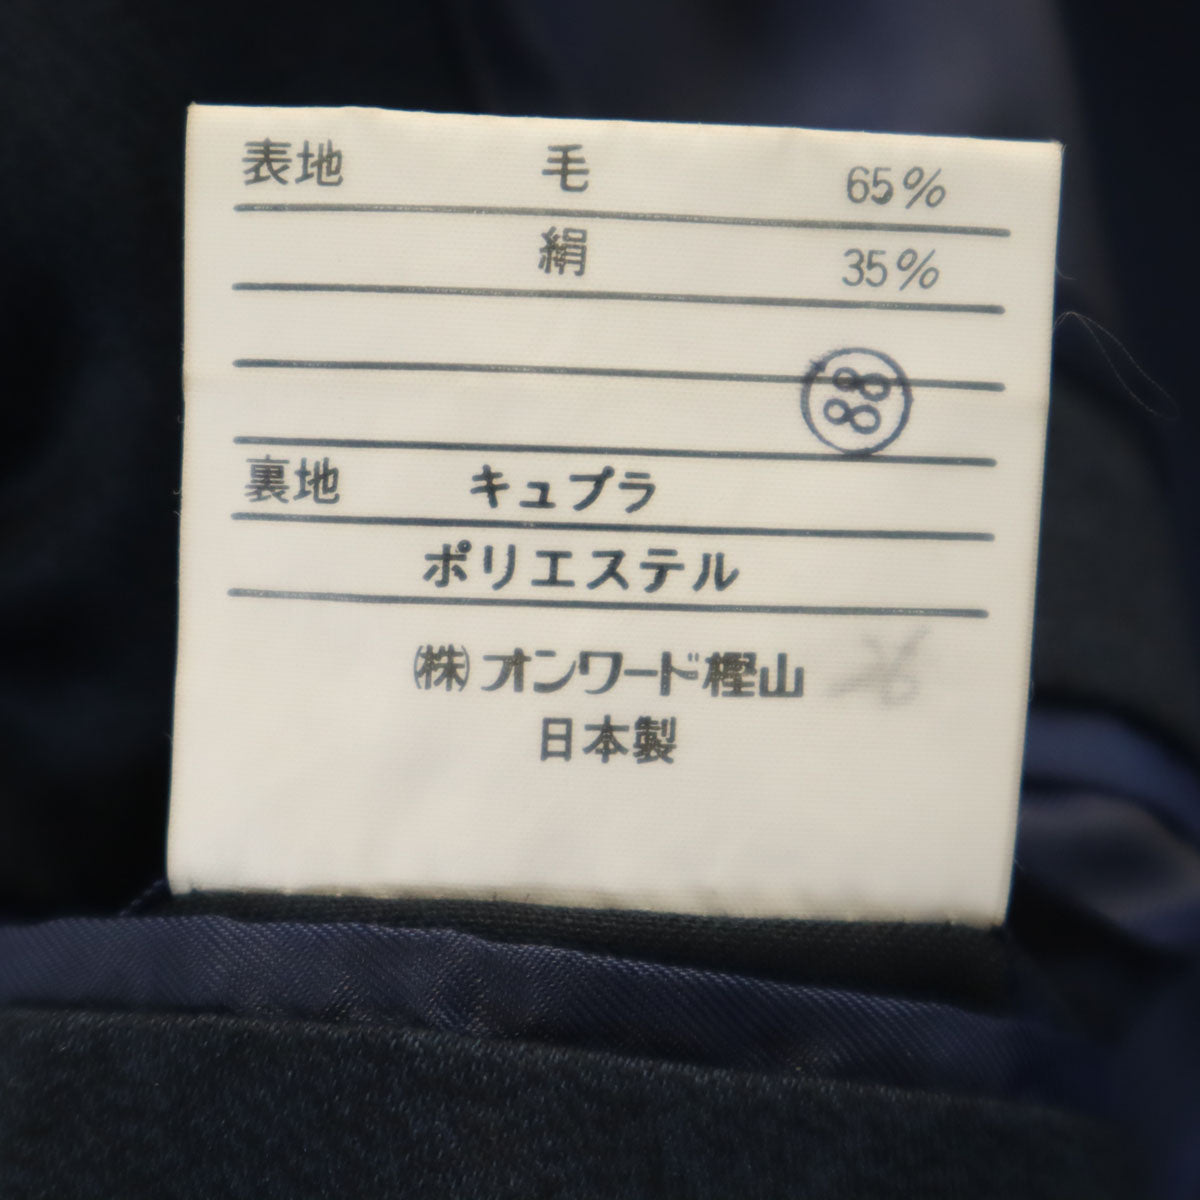 表地 毛 65%
絹 35%
裏地 キュプラ
ポリエステル
㈱オンワード樫山
日本製